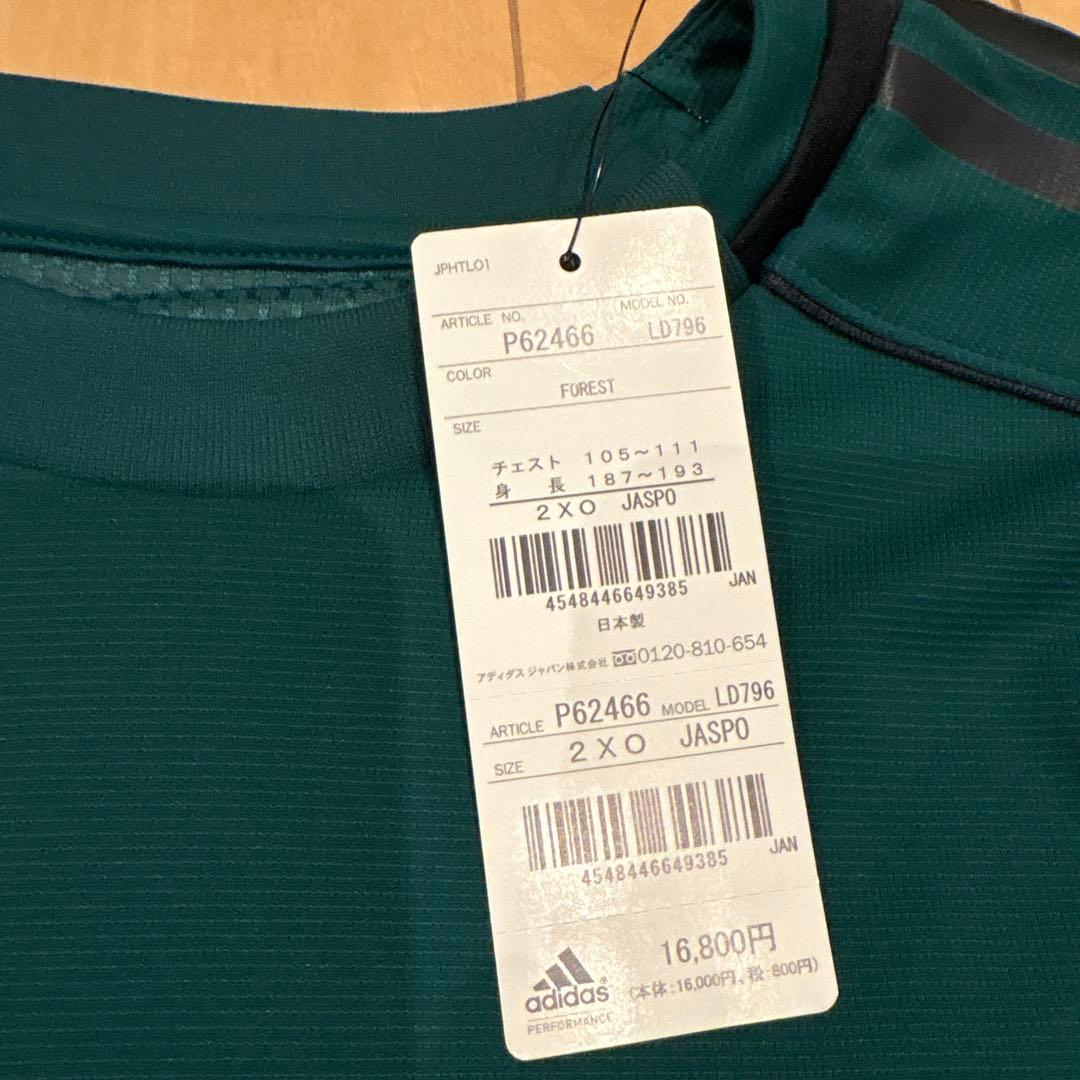 JPHTL01
ARTICLE NO. MODEL NO.
P62466 LD796
COLOR
FOREST
SIZE
チェスト 105~111
身 長 187~193
2XO JASPO
4548446649385 JAN
日本製
アディダス ジャパン株式会社 0120-810-654
ARTICLE P62466 MODEL LD796
SIZE 2XO JASPO
4548446649385 JAN
16,800円
(本体:16,000円、税:800円)
adidas
PERFORMANCE